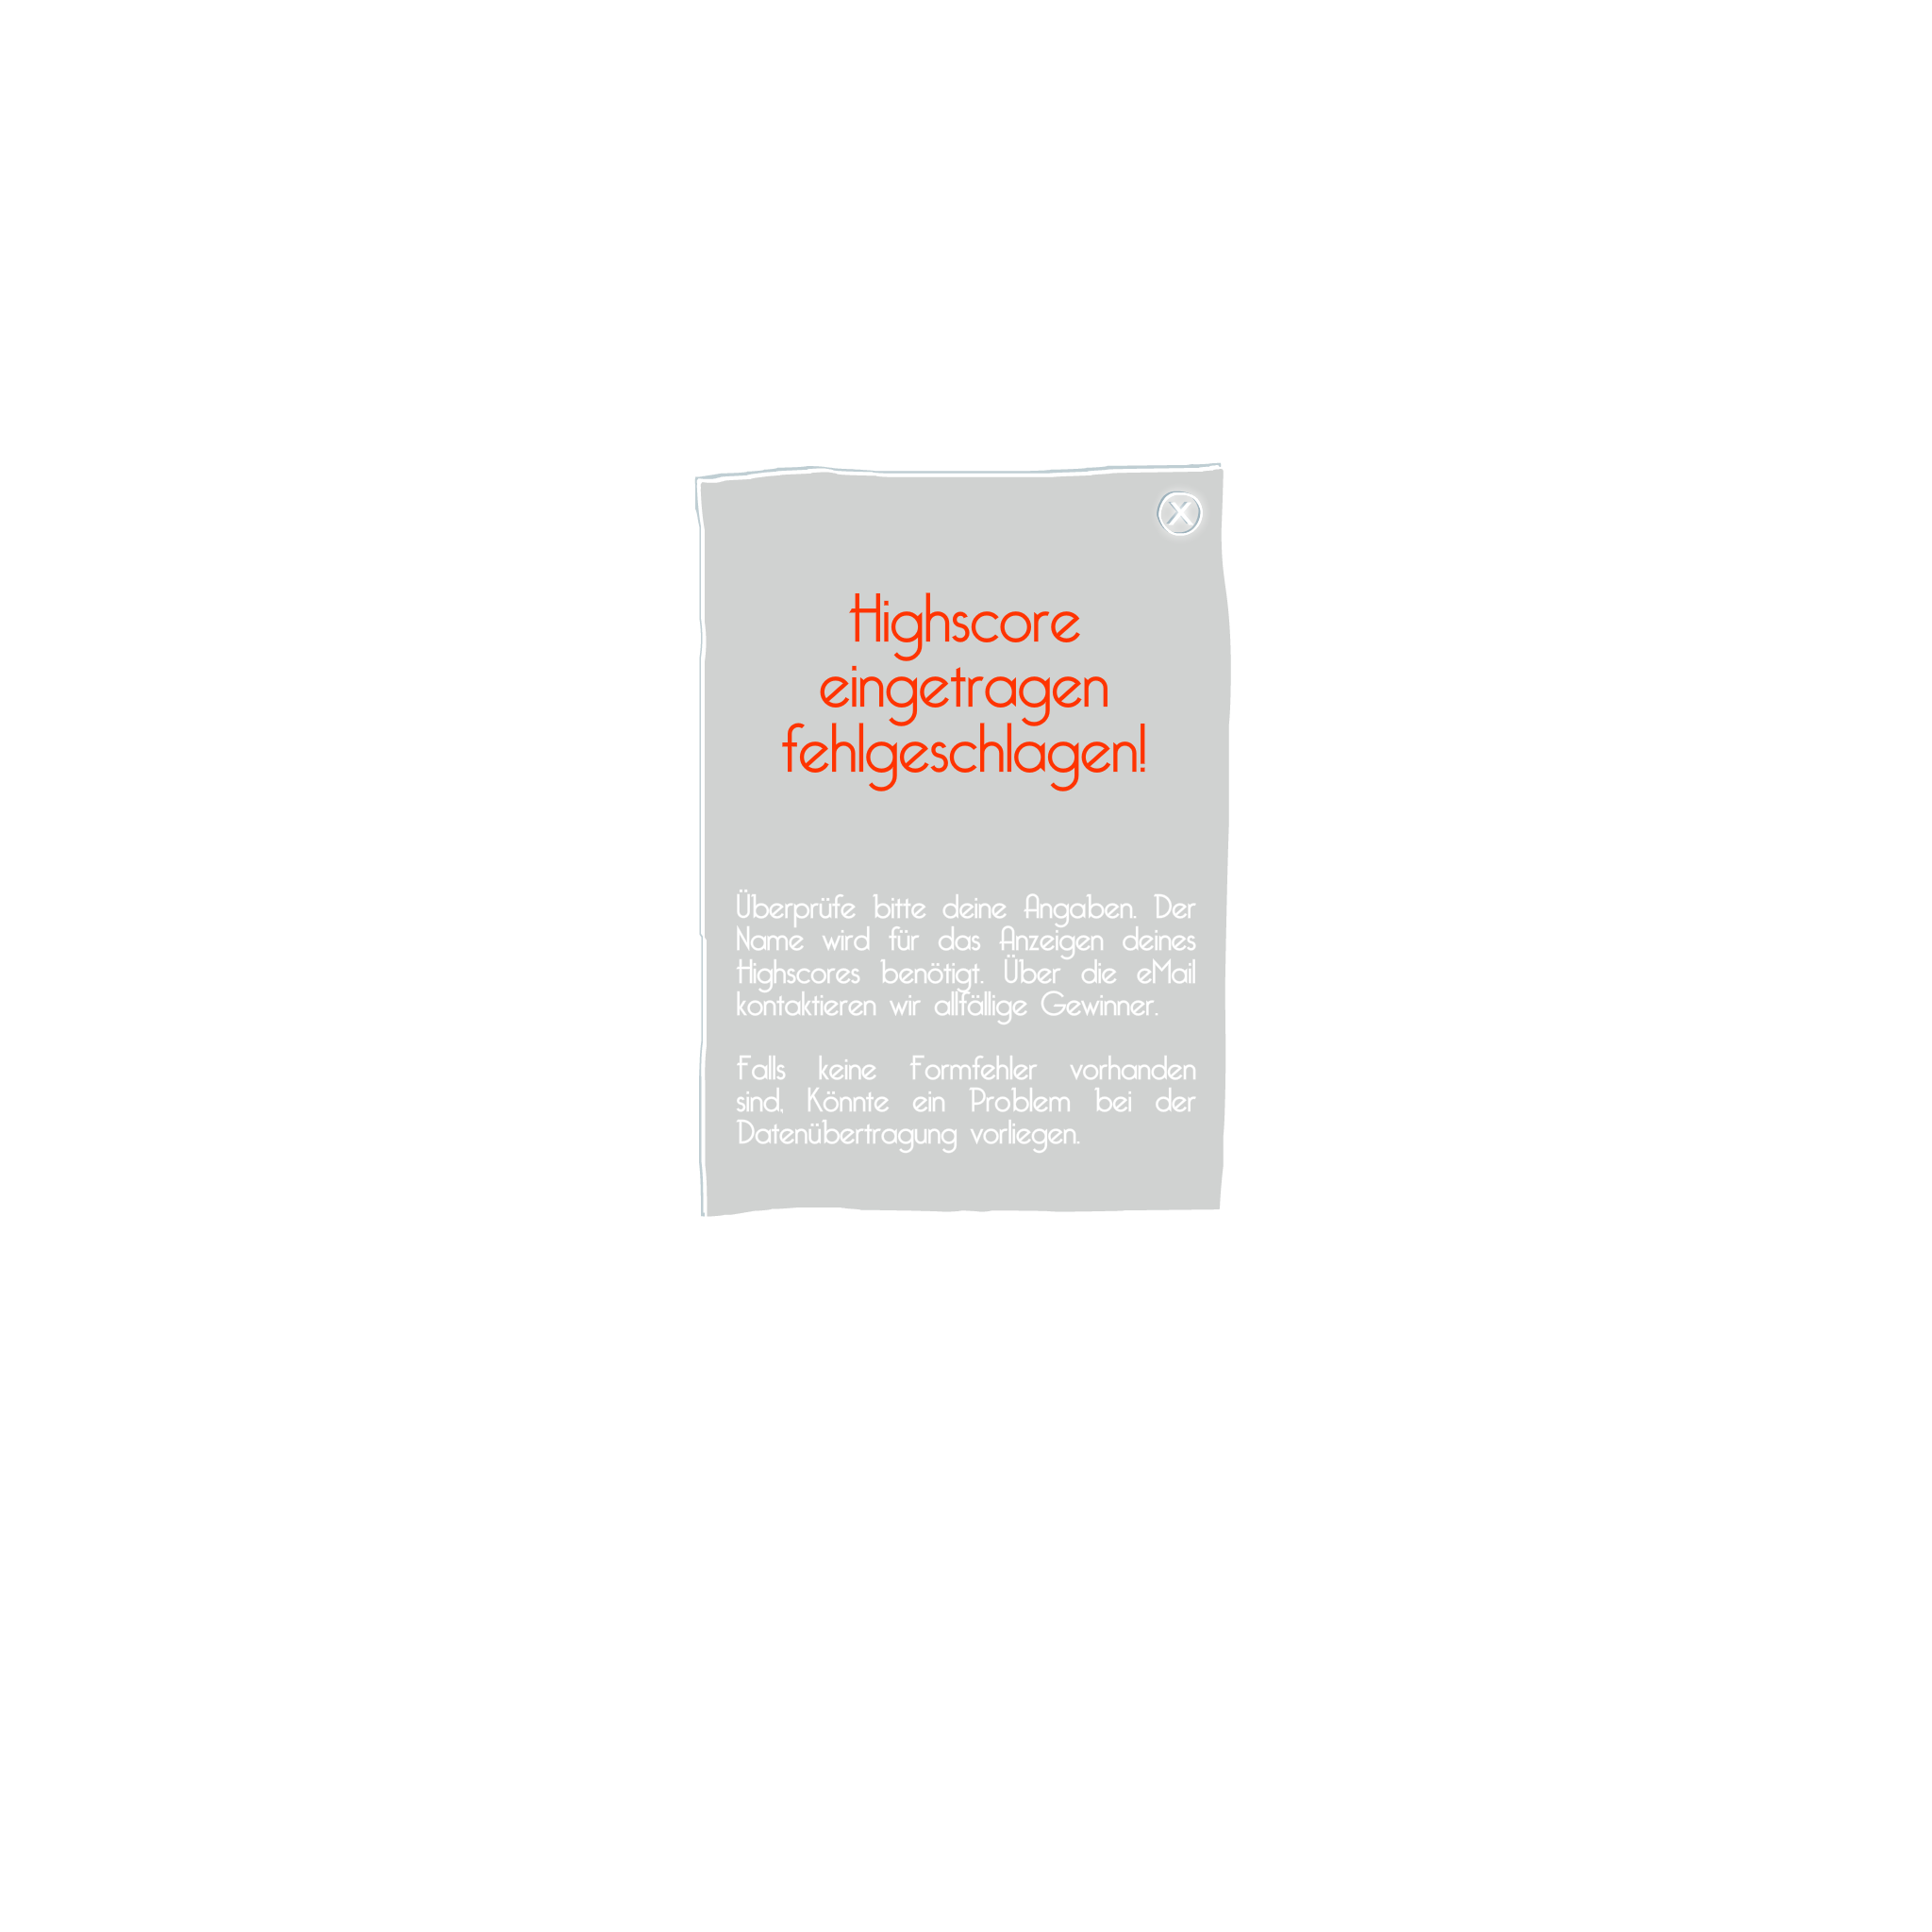 X
Highscore
eingetragen
fehlgeschlagen!
Überprüfe bitte deine Angaben. Der
Name wird für das Anzeigen deines
Highscores benötigt. Über die eMail
kontaktieren wir allfällige Gewinner.
Falls keine Formfehler vorhanden
sind, Könnte ein Problem bei der
Datenübertragung vorliegen.